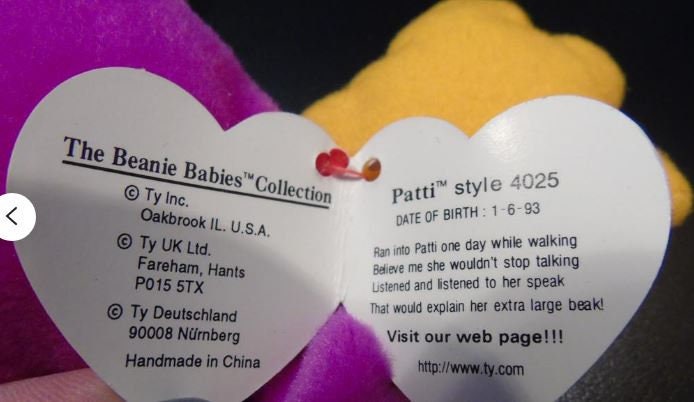 The Beanie Babies™Collection
© Ty Inc.
Oakbrook IL. U.S.A.
© Ty UK Ltd.
Fareham, Hants
P015 5TX
© Ty Deutschland
90008 Nürnberg
Handmade in China
Patti™ style 4025
DATE OF BIRTH : 1-6-93
Ran into Patti one day while walking
Believe me she wouldn't stop talking
Listened and listened to her speak
That would explain her extra large beak!
Visit our web page!!!
http://www.ty.com